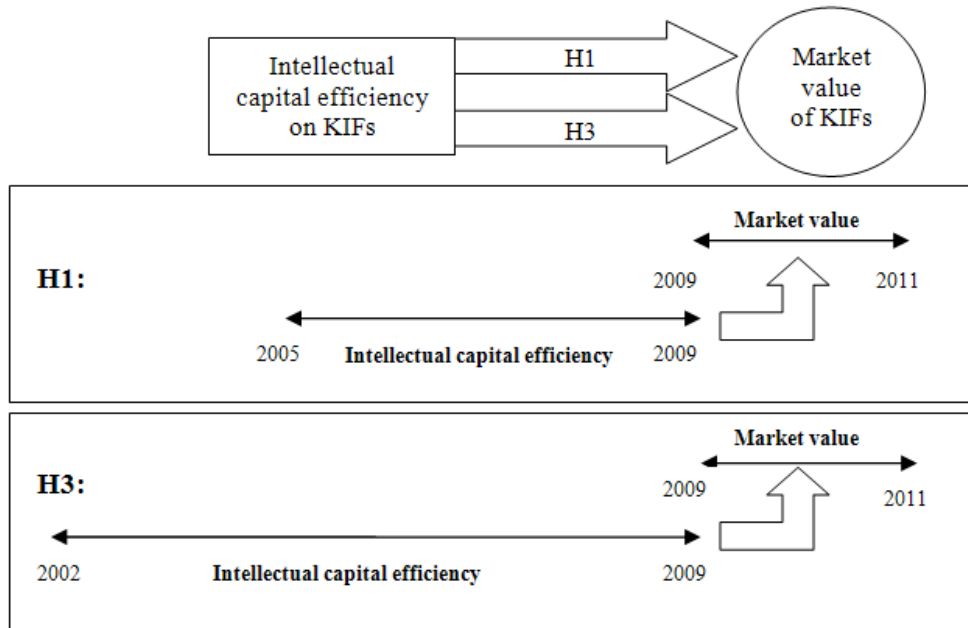 Intellectual
capital efficiency
on KIFs
H1
H3
Market
value
of KIFs
H1:
Market value
2009
2011
2005
Intellectual capital efficiency
2009
H3:
Market value
2009
2011
2002
Intellectual capital efficiency
2009